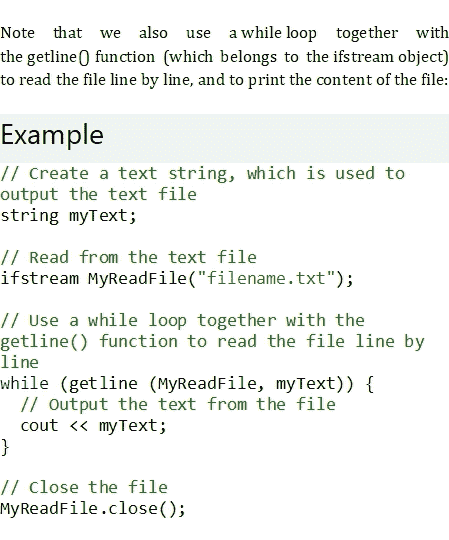 Note that we also use a while loop together with
the getline() function (which belongs to the ifstream object)
to read the file line by line, and to print the content of the file:
Example
// Create a text string, which is used to
output the text file
string myText;
// Read from the text file
ifstream MyReadFile("filename.txt");
// Use a while loop together with the
getline() function to read the file line by
line
while (getline (MyReadFile, myText)) {
// Output the text from the file
cout << myText;
}
// Close the file
MyReadFile.close();